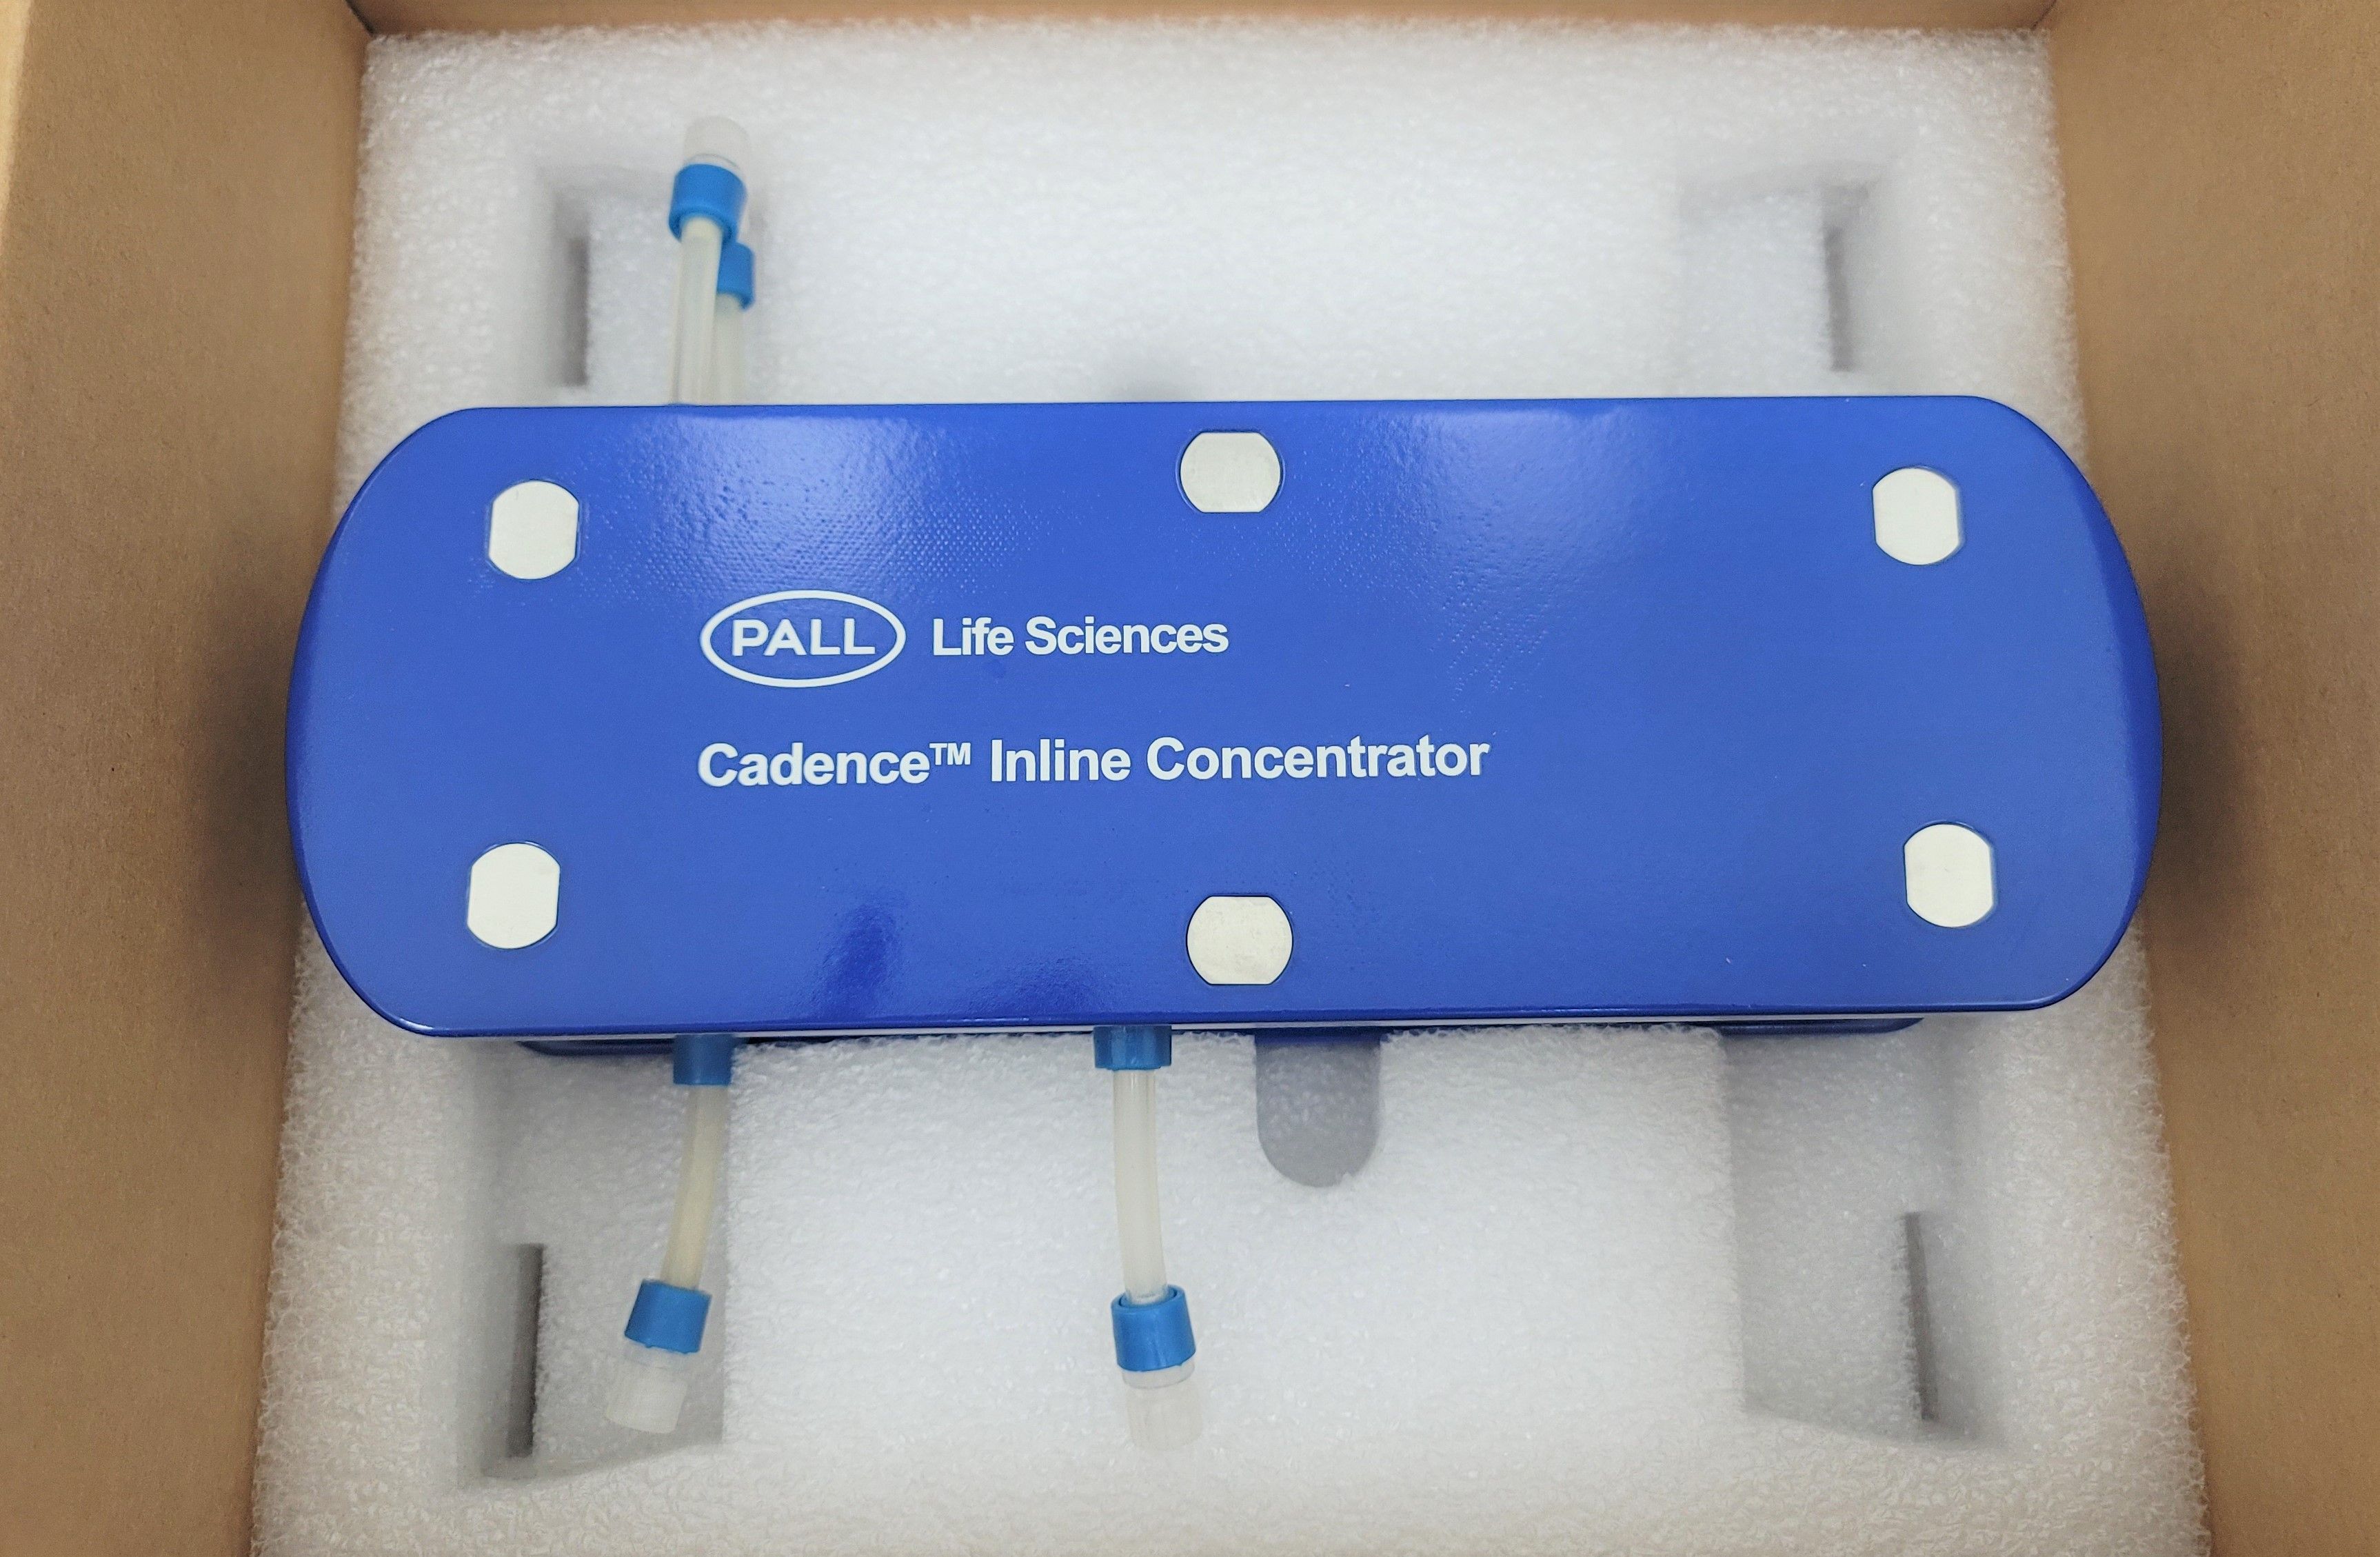 PALL Life Sciences
Cadence™ Inline Concentrator